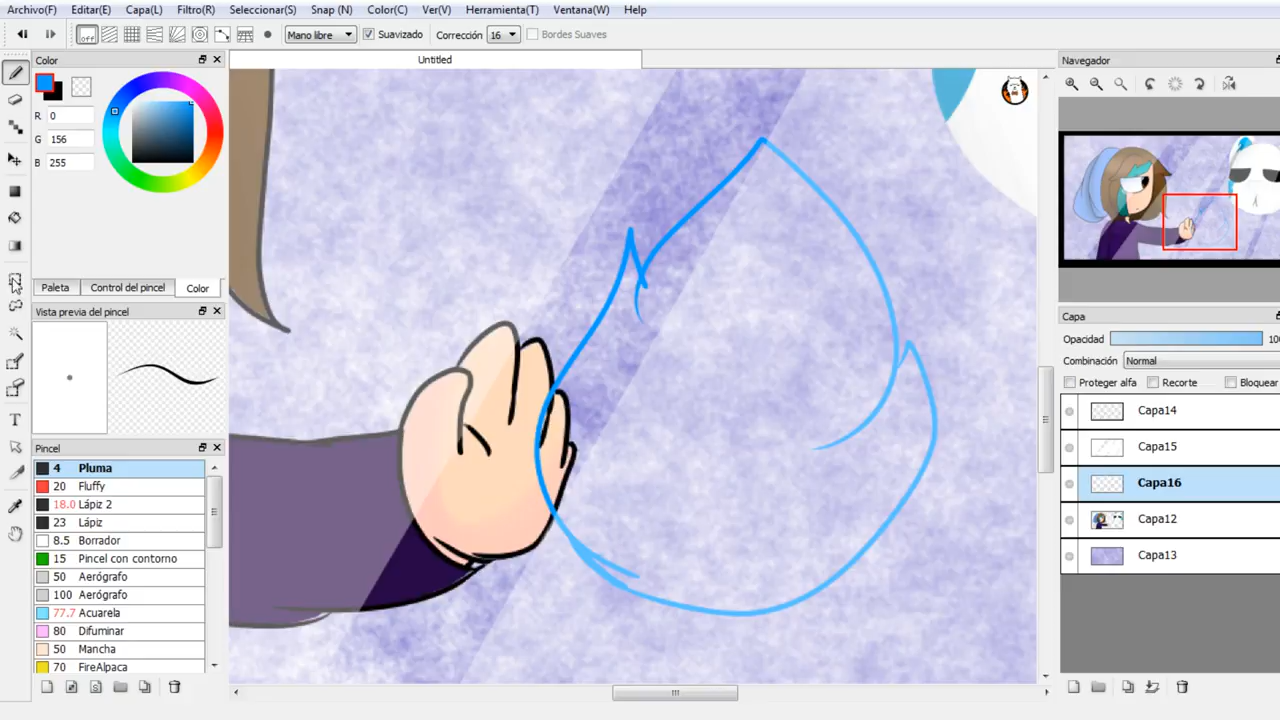 Archivo(F) Editar(E) Capa(L) Filtro(R) Seleccionar(S) Snap (N) Color(C) Ver(V) Herramienta(T) Ventana(W) Help
off Mano libre Suavizado Corrección 16 Bordes Suaves
Color Untitled Navegador
R 0
G 156
B 255
Paleta Control del pincel Color
Vista previa del pincel
Capa
Opacidad 100
Combinación Normal
Proteger alfa Recorte Bloquear
Capa14
Capa15
Capa16
Capa12
Capa13
Pincel
4 Pluma
20 Fluffy
18.0 Lápiz 2
23 Lápiz
8.5 Borrador
15 Pincel con contorno
50 Aerógrafo
100 Aerógrafo
77.7 Acuarela
80 Difuminar
50 Mancha
70 FireAlpaca